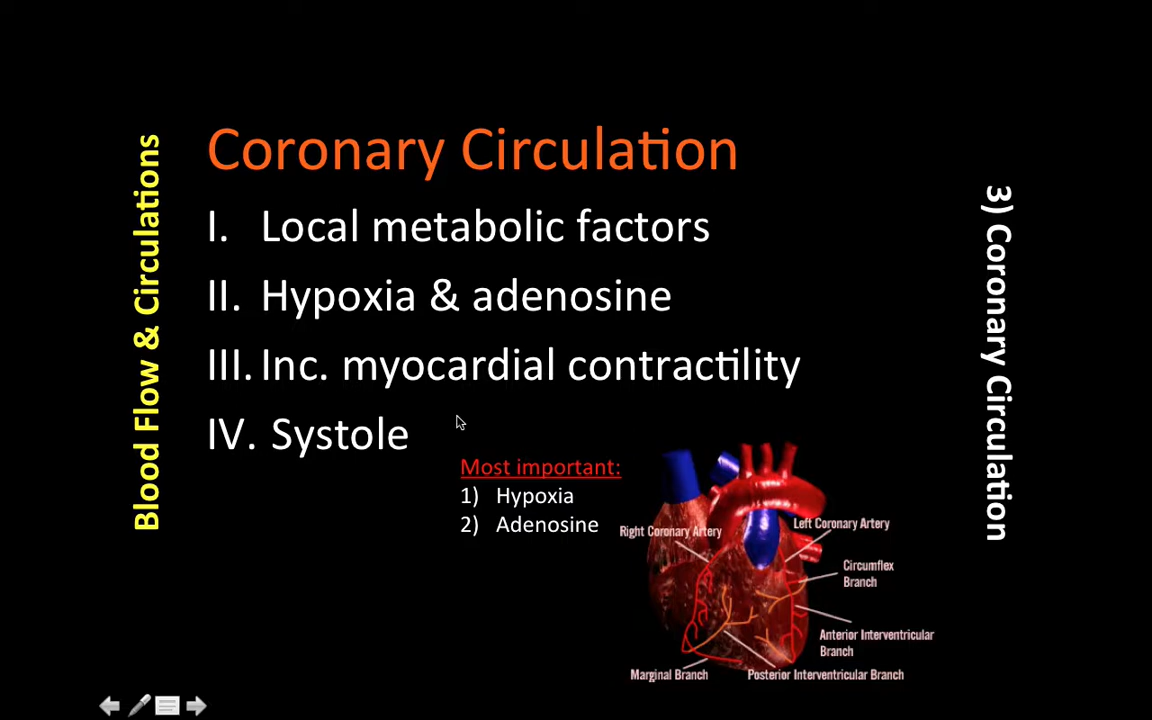 Blood Flow & Circulations
Coronary Circulation
I. Local metabolic factors
II. Hypoxia & adenosine
III. Inc. myocardial contractility
IV. Systole
Most important:
1) Hypoxia
2) Adenosine
Right Coronary Artery
Left Coronary Artery
Circumflex
Branch
Anterior Interventricular
Branch
Marginal Branch
Posterior Interventricular Branch
3) Coronary Circulation